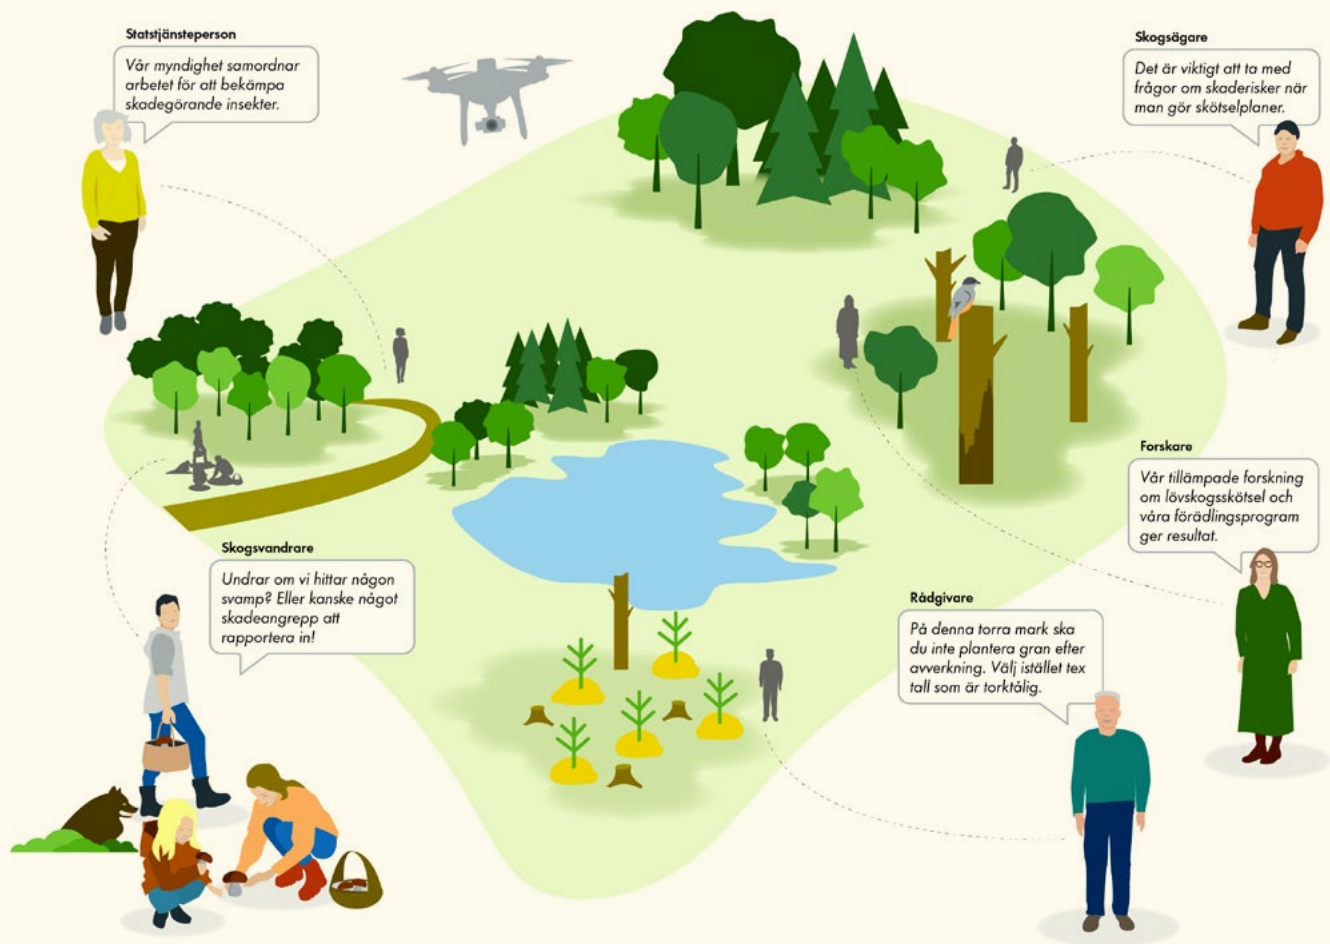 Statstjänsteperson
Vår myndighet samordnar
arbetet för att bekämpa
skadegörande insekter.
Skogsägare
Det är viktigt att ta med
frågor om skaderisker när
man gör skötselplaner.
Forskare
Vår tillämpade forskning
om lövskogsskötsel och
våra förädlingsprogram
ger resultat.
Skogsvandrare
Undrar om vi hittar någon
svamp? Eller kanske något
skadeangrepp att
rapportera in!
Rådgivare
På denna torra mark ska
du inte plantera gran efter
avverkning. Välj istället tex
tall som är torktålig.